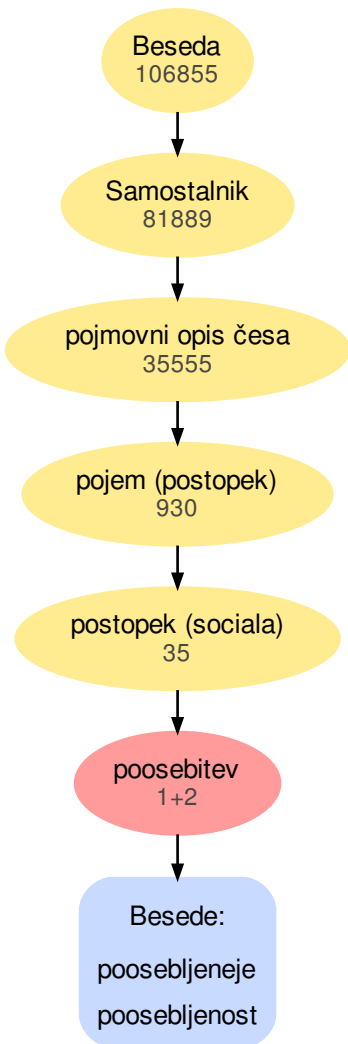 Beseda
106855
Samostalnik
81889
pojmovni opis česa
35555
pojem (postopek)
930
postopek (sociala)
35
poosebitev
1+2
Besede:
poosebljeneje
poosebljenost